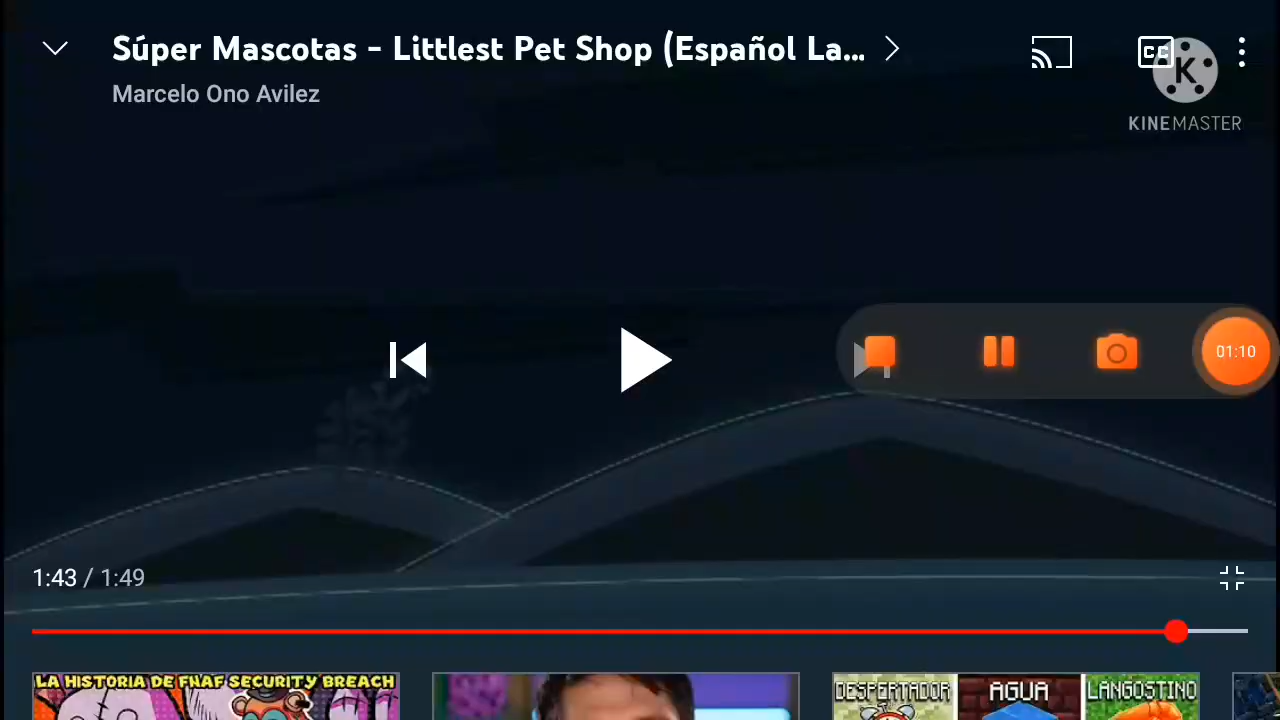 Súper Mascotas - Littlest Pet Shop (Español La...
Marcelo Ono Avilez
CC
K
KINEMASTER
01:10
1:43 / 1:49
LA HISTORIA DE FNAF SECURITY BREACH
DESPERTADOR
AGUA
LANGOSTINO